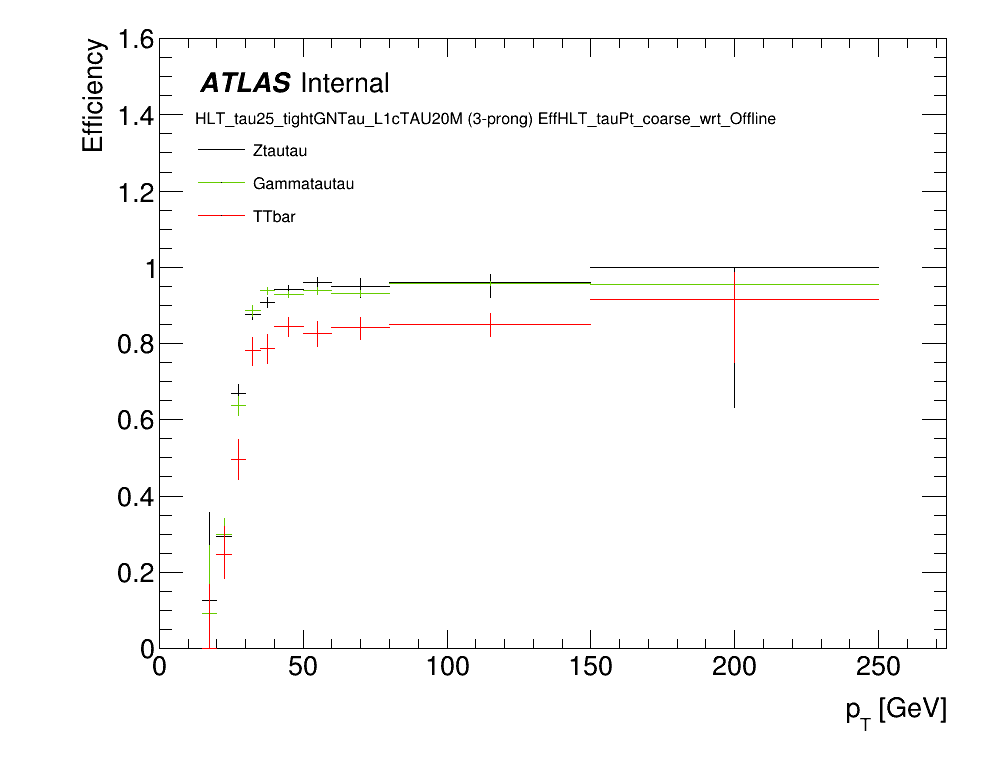 ATLAS Internal
HLT_tau25_tightGNTau_L1cTAU20M (3-prong) EffHLT_tauPt_coarse_wrt_Offline
Ztautau
Gammatautau
TTbar
Efficiency
1.6
1.4
1.2
1
0.8
0.6
0.4
0.2
0
0 50 100 150 200 250
p_T [GeV]